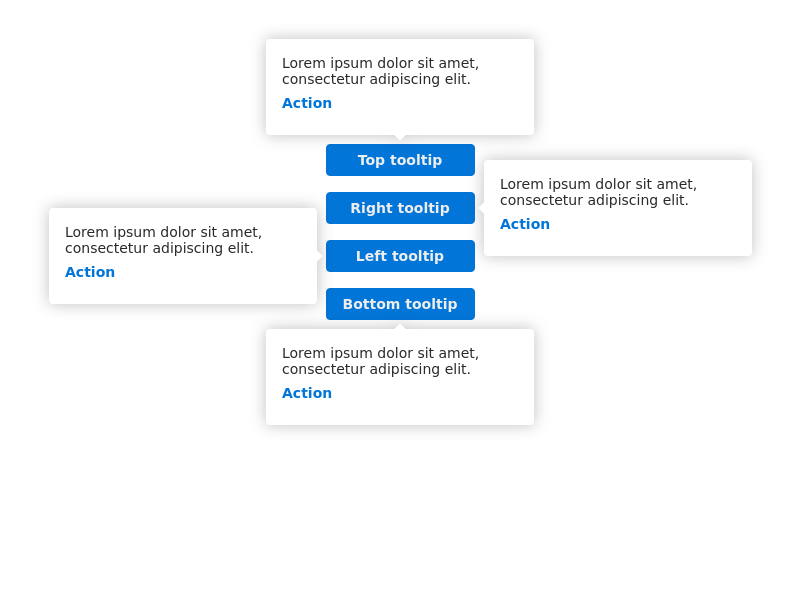 Lorem ipsum dolor sit amet,
consectetur adipiscing elit.
Action
Top tooltip
Right tooltip
Lorem ipsum dolor sit amet,
consectetur adipiscing elit.
Action
Lorem ipsum dolor sit amet,
consectetur adipiscing elit.
Action
Left tooltip
Bottom tooltip
Lorem ipsum dolor sit amet,
consectetur adipiscing elit.
Action